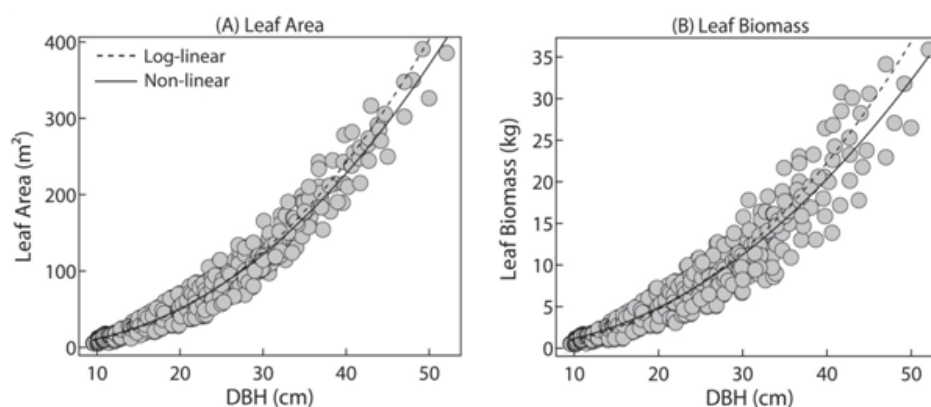 (A) Leaf Area
400
300
200
100
0
Leaf Area (m²)
Log-linear
Non-linear
10 20 30 40 50
DBH (cm)
(B) Leaf Biomass
35
30
25
20
15
10
5
0
Leaf Biomass (kg)
10 20 30 40 50
DBH (cm)